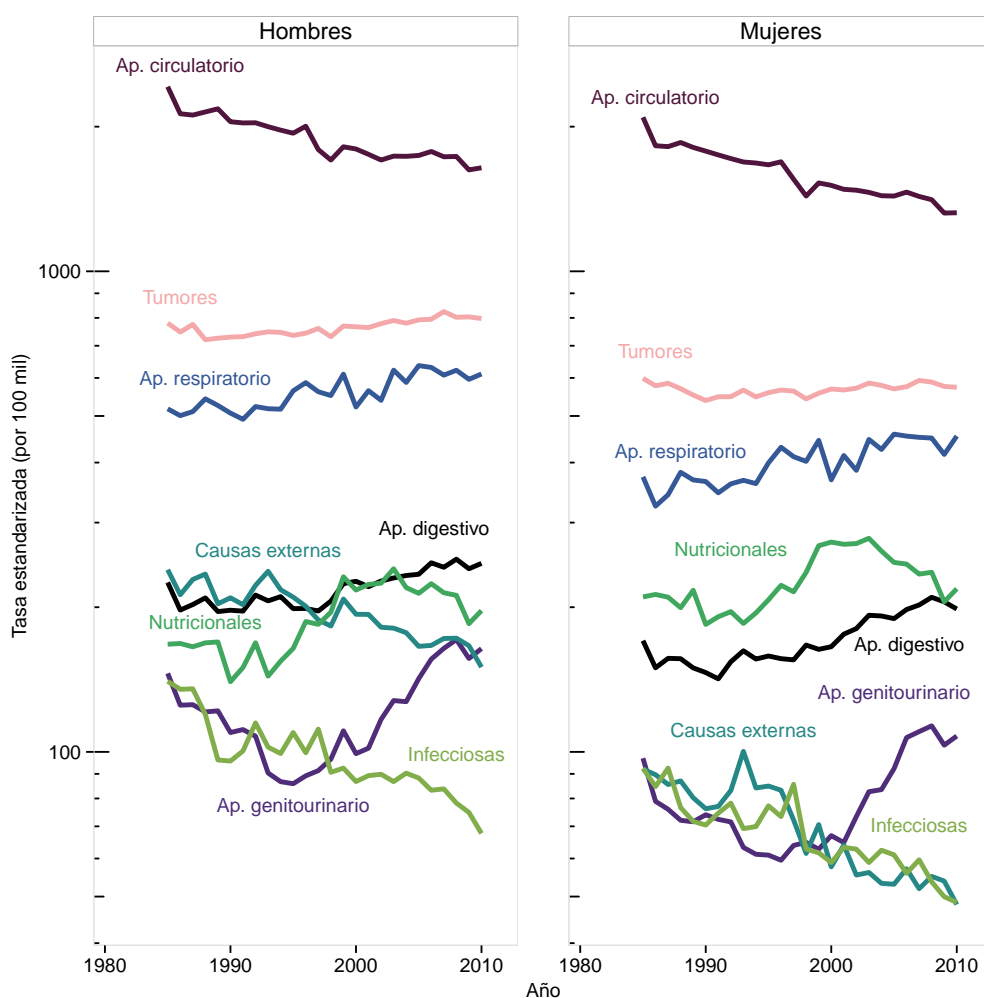 Hombres
Mujeres
Ap. circulatorio
Ap. circulatorio
1000
Tumores
Tumores
Ap. respiratorio
Ap. respiratorio
Tasa estandarizada (por 100 mil)
Ap. digestivo
Causas externas
Nutricionales
Nutricionales
Ap. digestivo
Ap. genitourinario
Causas externas
100
Infecciosas
Ap. genitourinario
Infecciosas
1980 1990 2000 2010
1980 1990 2000 2010
Año